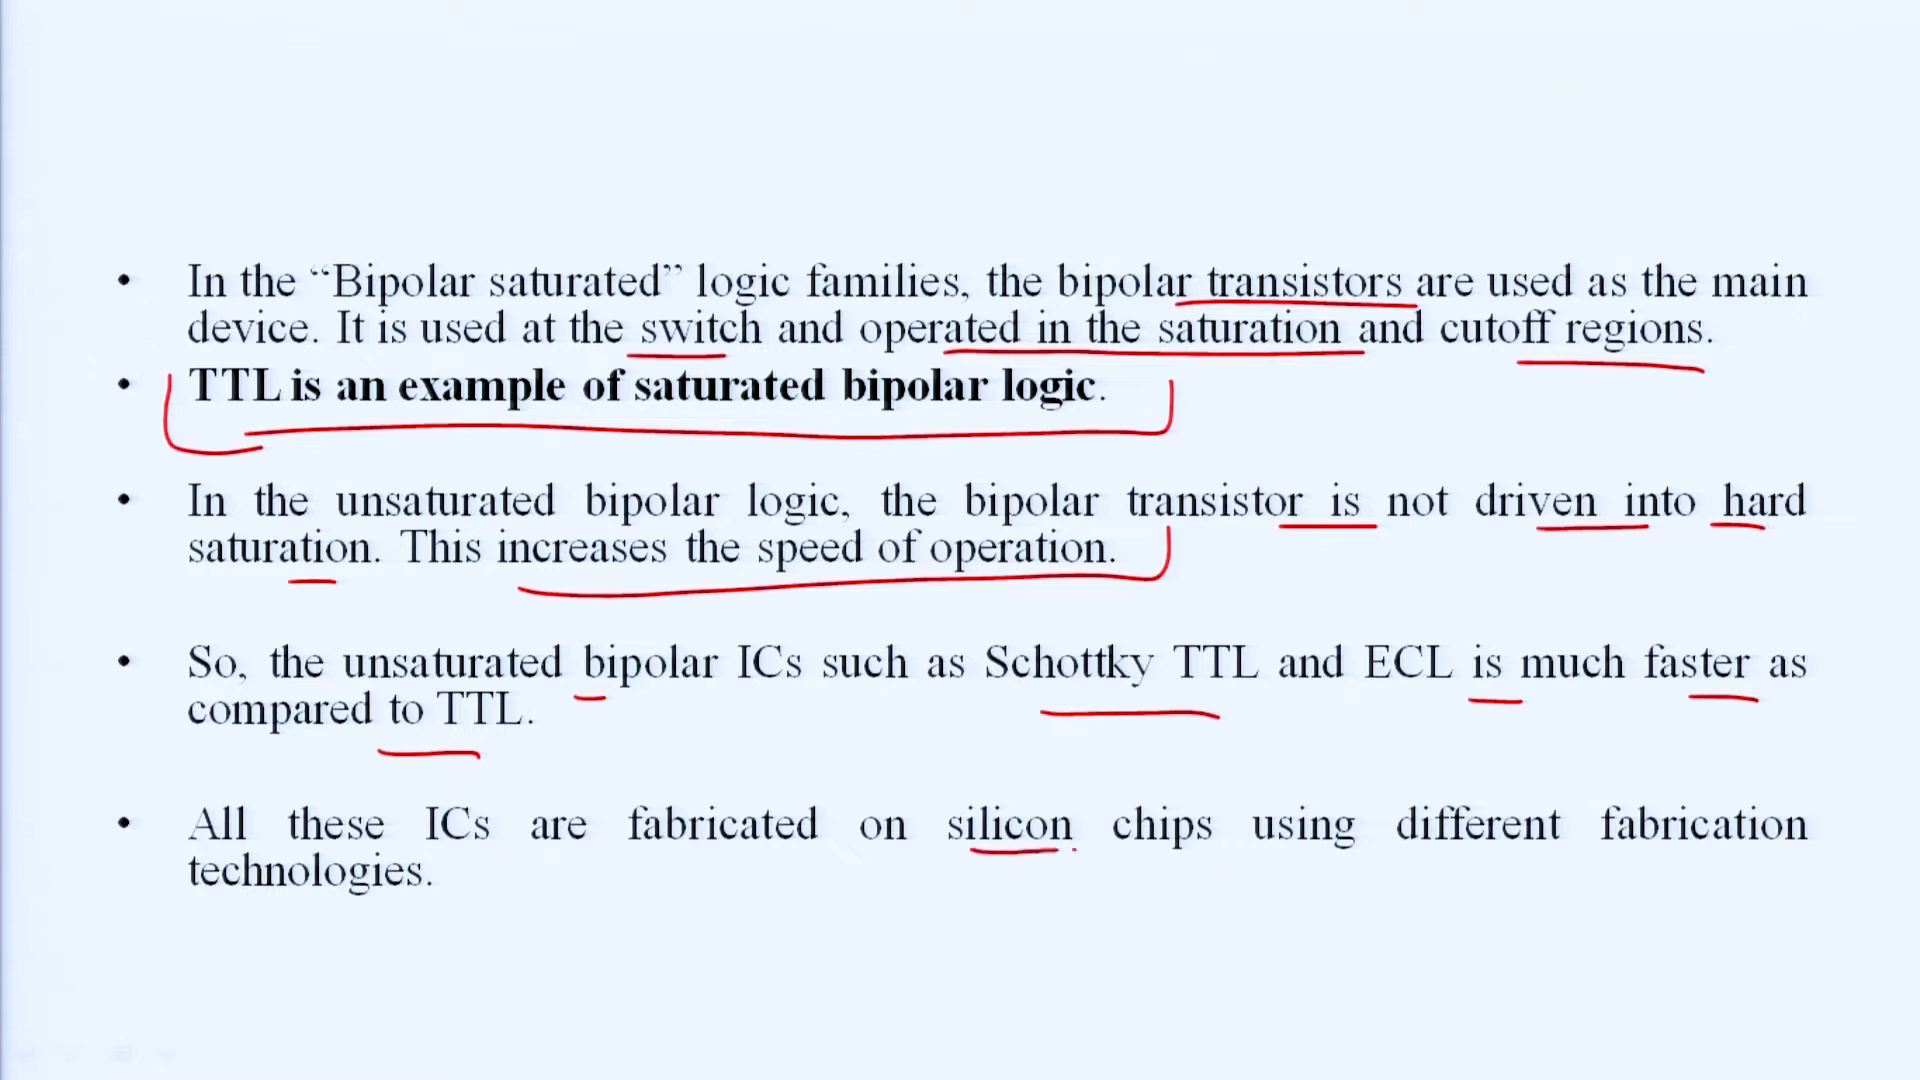 • In the “Bipolar saturated” logic families, the bipolar transistors are used as the main
device. It is used at the switch and operated in the saturation and cutoff regions.
• TTL is an example of saturated bipolar logic.
• In the unsaturated bipolar logic, the bipolar transistor is not driven into hard
saturation. This increases the speed of operation.
• So, the unsaturated bipolar ICs such as Schottky TTL and ECL is much faster as
compared to TTL.
• All these ICs are fabricated on silicon chips using different fabrication
technologies.